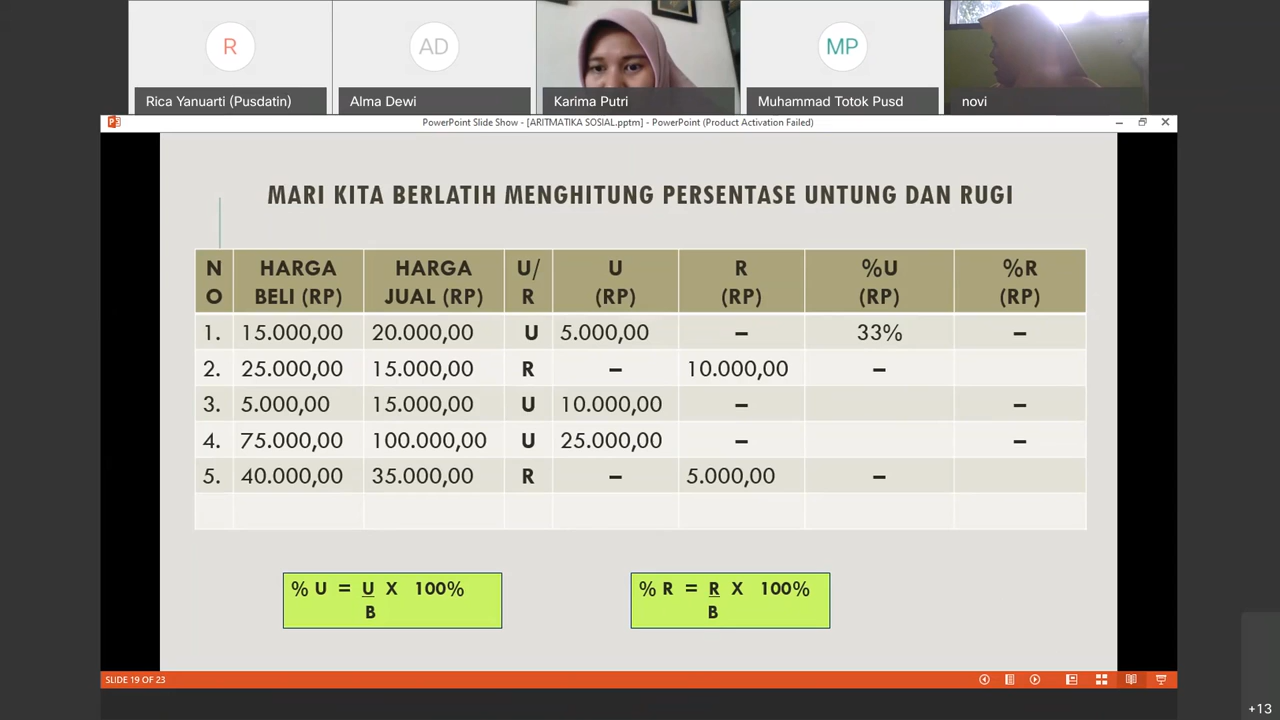 R
AD
MP
Rica Yanuarti (Pusdatin)
Alma Dewi
Karima Putri
Muhammad Totok Pusd
novi
PowerPoint Slide Show - [ARITMATIKA SOSIAL.pptm] - PowerPoint (Product Activation Failed)
MARI KITA BERLATIH MENGHITUNG PERSENTASE UNTUNG DAN RUGI
NO HARGA BELI (RP) HARGA JUAL (RP) U/R U (RP) R (RP) %U (RP) %R (RP)
1. 15.000,00 20.000,00 U 5.000,00 – 33% –
2. 25.000,00 15.000,00 R – 10.000,00 –
3. 5.000,00 15.000,00 U 10.000,00 – –
4. 75.000,00 100.000,00 U 25.000,00 – –
5. 40.000,00 35.000,00 R – 5.000,00 –
% U = U X 100%
B
% R = R X 100%
B
SLIDE 19 OF 23
+13